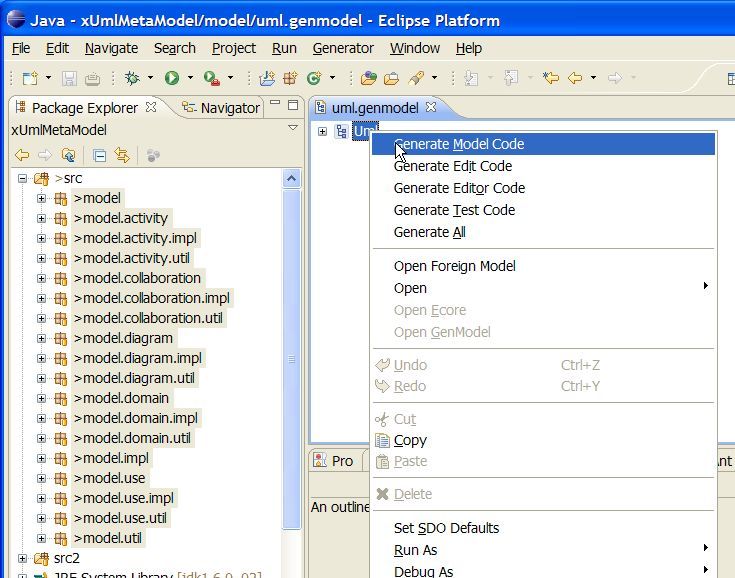 Java - xUmlMetaModel/model/uml.genmodel - Eclipse Platform
File Edit Navigate Search Project Run Generator Window Help
Package Explorer Navigator
xUmlMetaModel
>src
>model
>model.activity
>model.activity.impl
>model.activity.util
>model.collaboration
>model.collaboration.impl
>model.collaboration.util
>model.diagram
>model.diagram.impl
>model.diagram.util
>model.domain
>model.domain.impl
>model.domain.util
>model.impl
>model.use
>model.use.impl
>model.use.util
>model.util
src2
JRE System Library [jdk1.6.0_02]
uml.genmodel
Uml
Generate Model Code
Generate Edit Code
Generate Editor Code
Generate Test Code
Generate All
Open Foreign Model
Open
Open Ecore
Open GenModel
Undo Ctrl+Z
Redo Ctrl+Y
Cut
Copy
Paste
Delete
Set SDO Defaults
Run As
Debug As
Pro
Ant
An outline